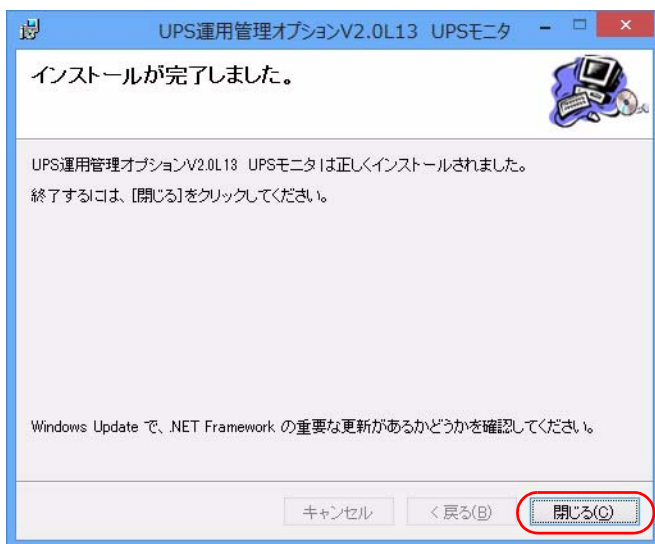 UPS運用管理オプションV2.0L13 UPSモニタ
インストールが完了しました。
UPS運用管理オプションV2.0L13 UPSモニタ は正しくインストールされました。
終了するには、[閉じる]をクリックしてください。
Windows Update で、.NET Framework の重要な更新があるかどうかを確認してください。
キャンセル
< 戻る(B)
閉じる(C)